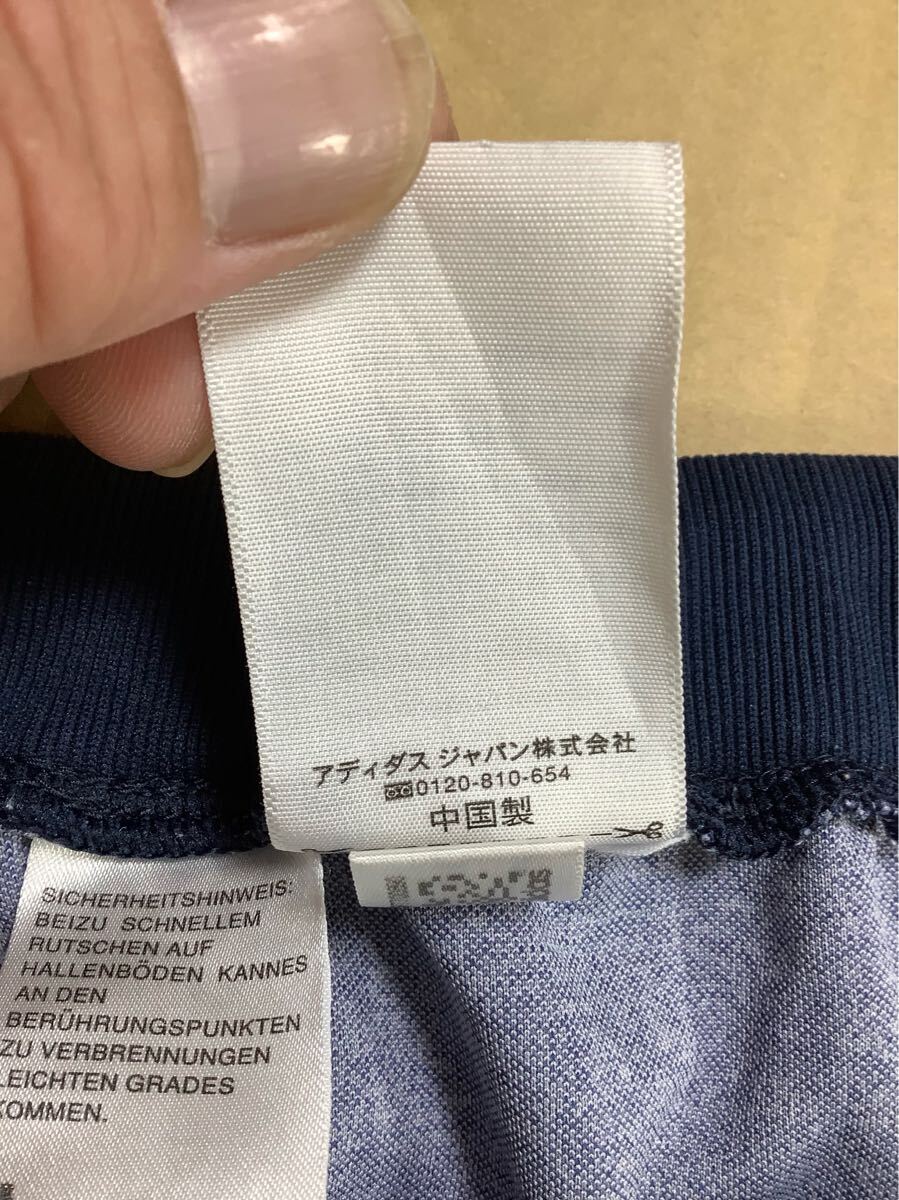 アディダス ジャパン株式会社
0120-810-654
中国製
SICHERHEITSHINWEIS:
BEIZU SCHNELLEM
RUTSCHEN AUF
HALLENBÖDEN KANNES
AN DEN
BERÜHRUNGSPUNKTEN
ZU VERBRENNUNGEN
LEICHTEN GRADES
KOMMEN.